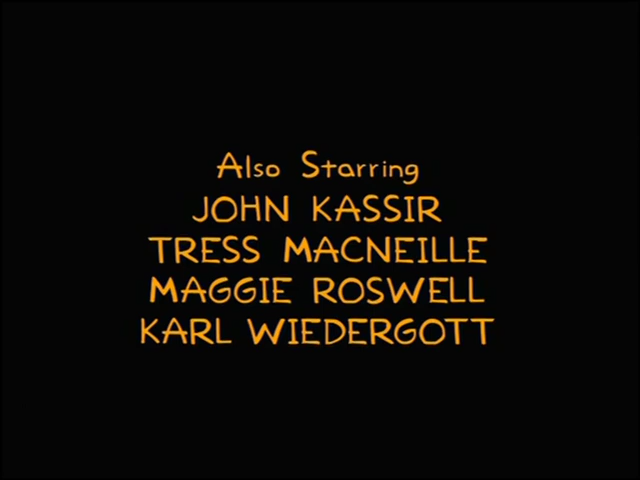 Also Starring
JOHN KASSIR
TRESS MACNEILLE
MAGGIE ROSWELL
KARL WIEDERGOTT